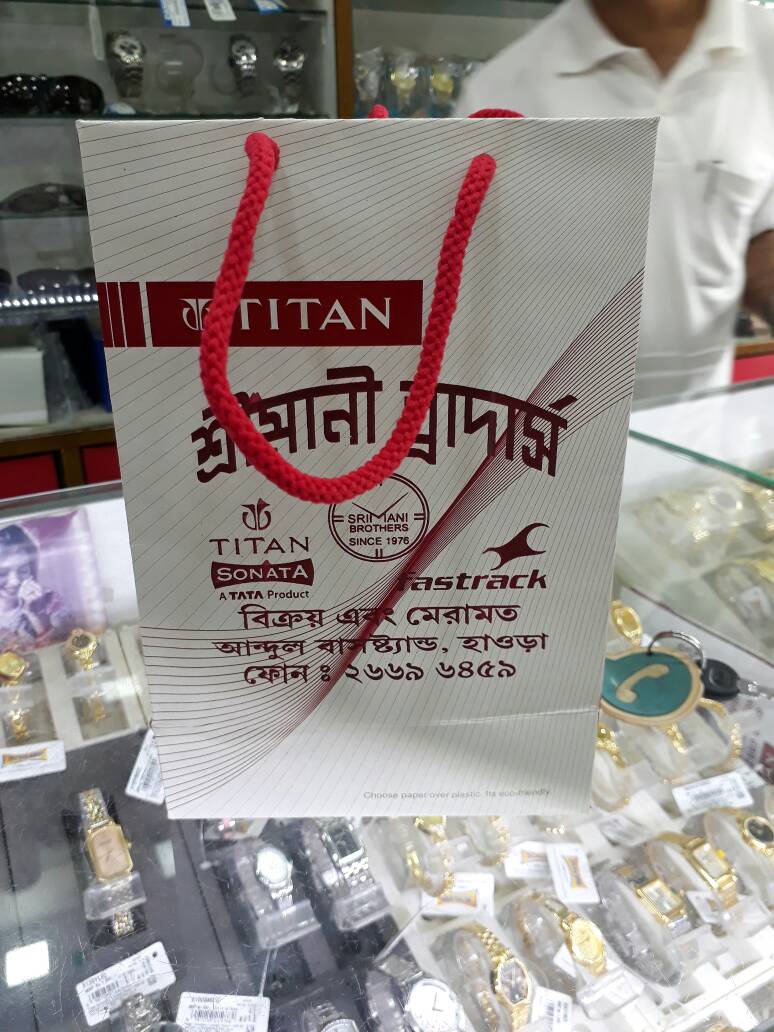 TITAN
শ্রীমানী ব্রাদার্স
SRIMANI
BROTHERS
SINCE 1976
TITAN
SONATA
A TATA Product
fastrack
বিক্রয় এবং মেরামত
আন্দুল বাসষ্ট্যান্ড, হাওড়া
ফোন ঃ ২৬৬৯ ৬৪৫৯
Choose paper over plastic. Its eco-friendly.